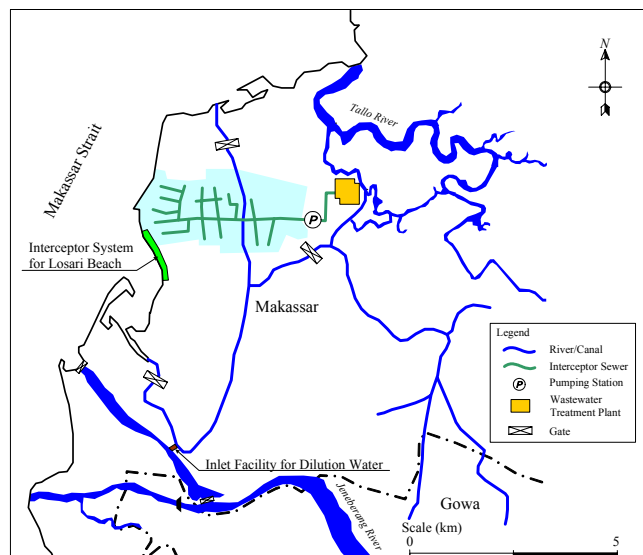 N
Tallo River
Makassar Strait
P
Interceptor System
for Losari Beach
Makassar
Legend
River/Canal
Interceptor Sewer
P
Pumping Station
Wastewater
Treatment Plant
Gate
Inlet Facility for Dilution Water
Jeneberang River
Gowa
Scale (km)
0
5